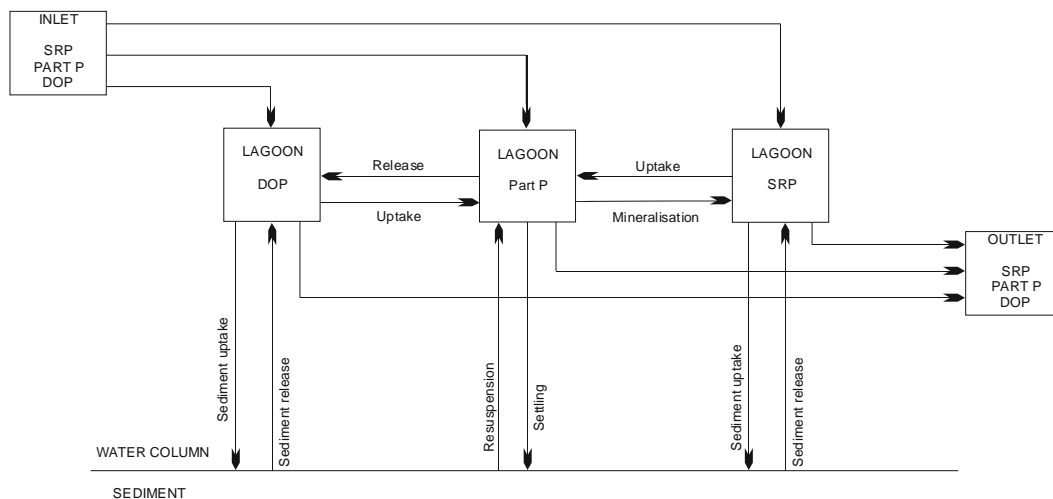 INLET
SRP
PART P
DOP
LAGOON
DOP
Release
Uptake
LAGOON
Part P
Uptake
Mineralisation
LAGOON
SRP
OUTLET
SRP
PART P
DOP
Sediment uptake
Sediment release
Resuspension
Settling
Sediment uptake
Sediment release
WATER COLUMN
SEDIMENT